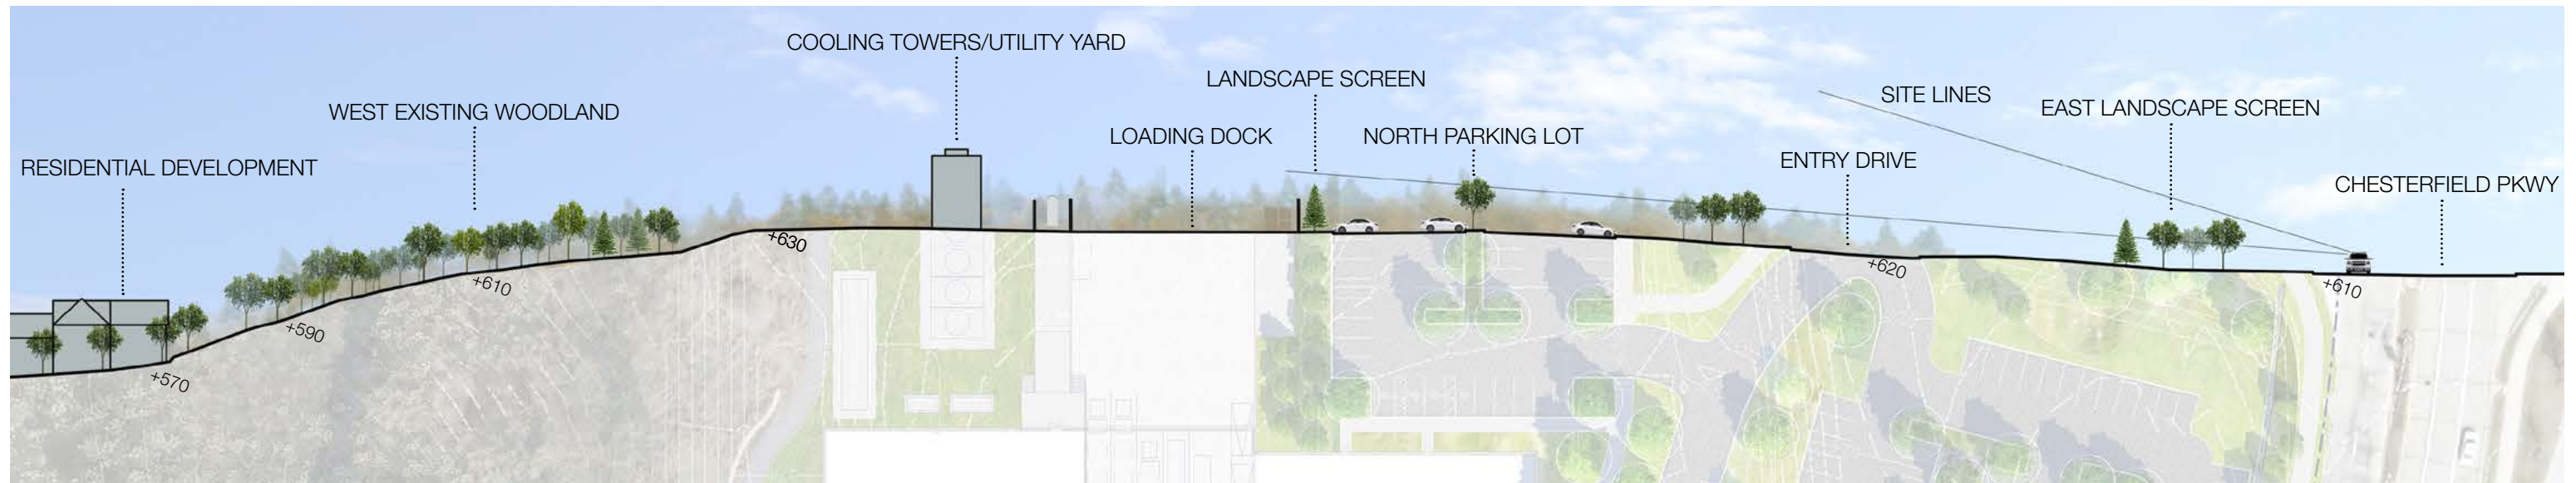 COOLING TOWERS/UTILITY YARD
LANDSCAPE SCREEN
SITE LINES
EAST LANDSCAPE SCREEN
WEST EXISTING WOODLAND
LOADING DOCK
NORTH PARKING LOT
ENTRY DRIVE
RESIDENTIAL DEVELOPMENT
CHESTERFIELD PKWY
+630
+620
+610
+610
+590
+570